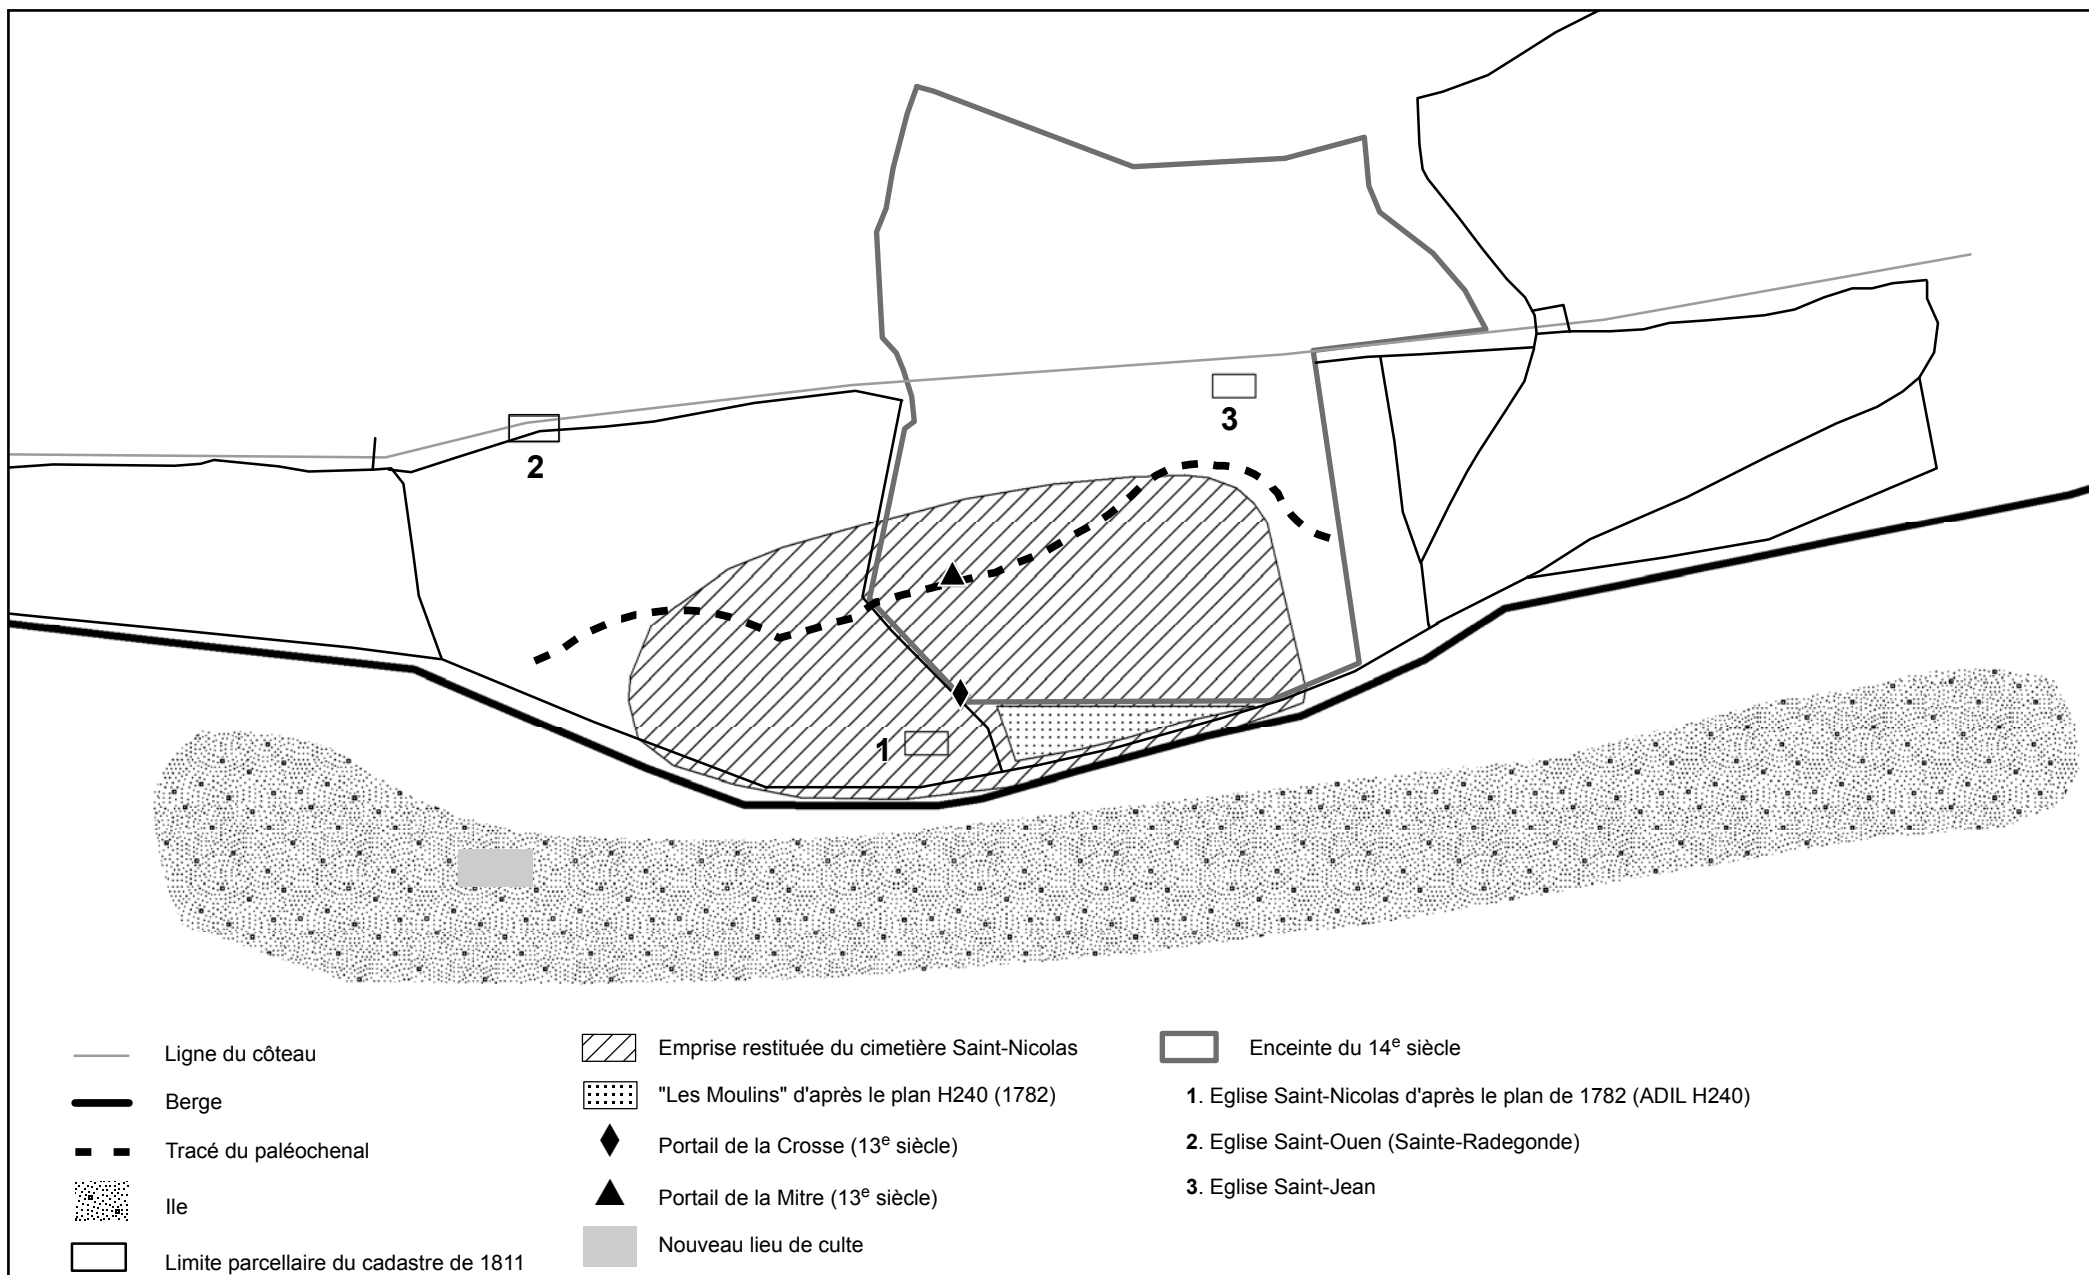 3
2
1
Ligne du côteau
Berge
Tracé du paléochenal
Ile
Limite parcellaire du cadastre de 1811
Emprise restituée du cimetière Saint-Nicolas
"Les Moulins" d'après le plan H240 (1782)
Portail de la Crosse (13e siècle)
Portail de la Mitre (13e siècle)
Nouveau lieu de culte
Enceinte du 14e siècle
1. Eglise Saint-Nicolas d'après le plan de 1782 (ADIL H240)
2. Eglise Saint-Ouen (Sainte-Radegonde)
3. Eglise Saint-Jean